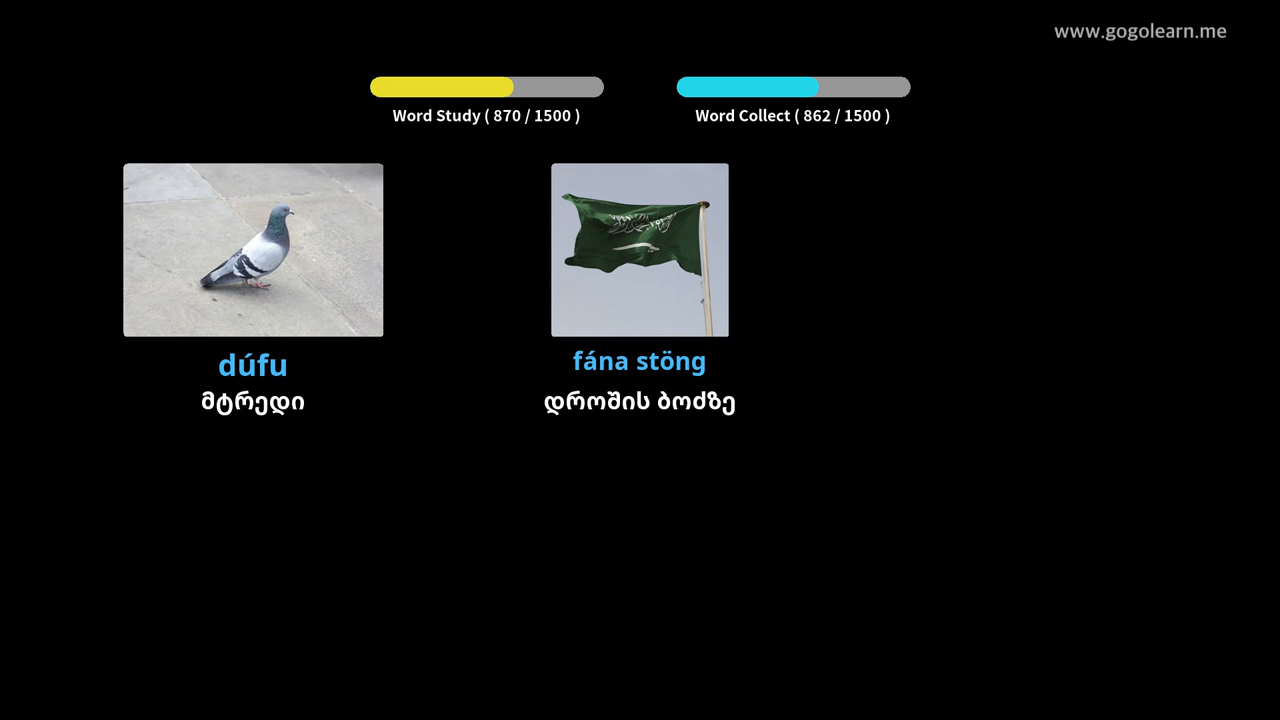 www.gogolearn.me
Word Study ( 870 / 1500 )
Word Collect ( 862 / 1500 )
dúfu
მტრედი
fána stöng
დროშის ბოძზე